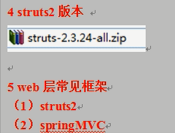 4 struts2 版本
struts-2.3.24-all.zip
5 web 层常见框架
（1）struts2
（2）springMVC